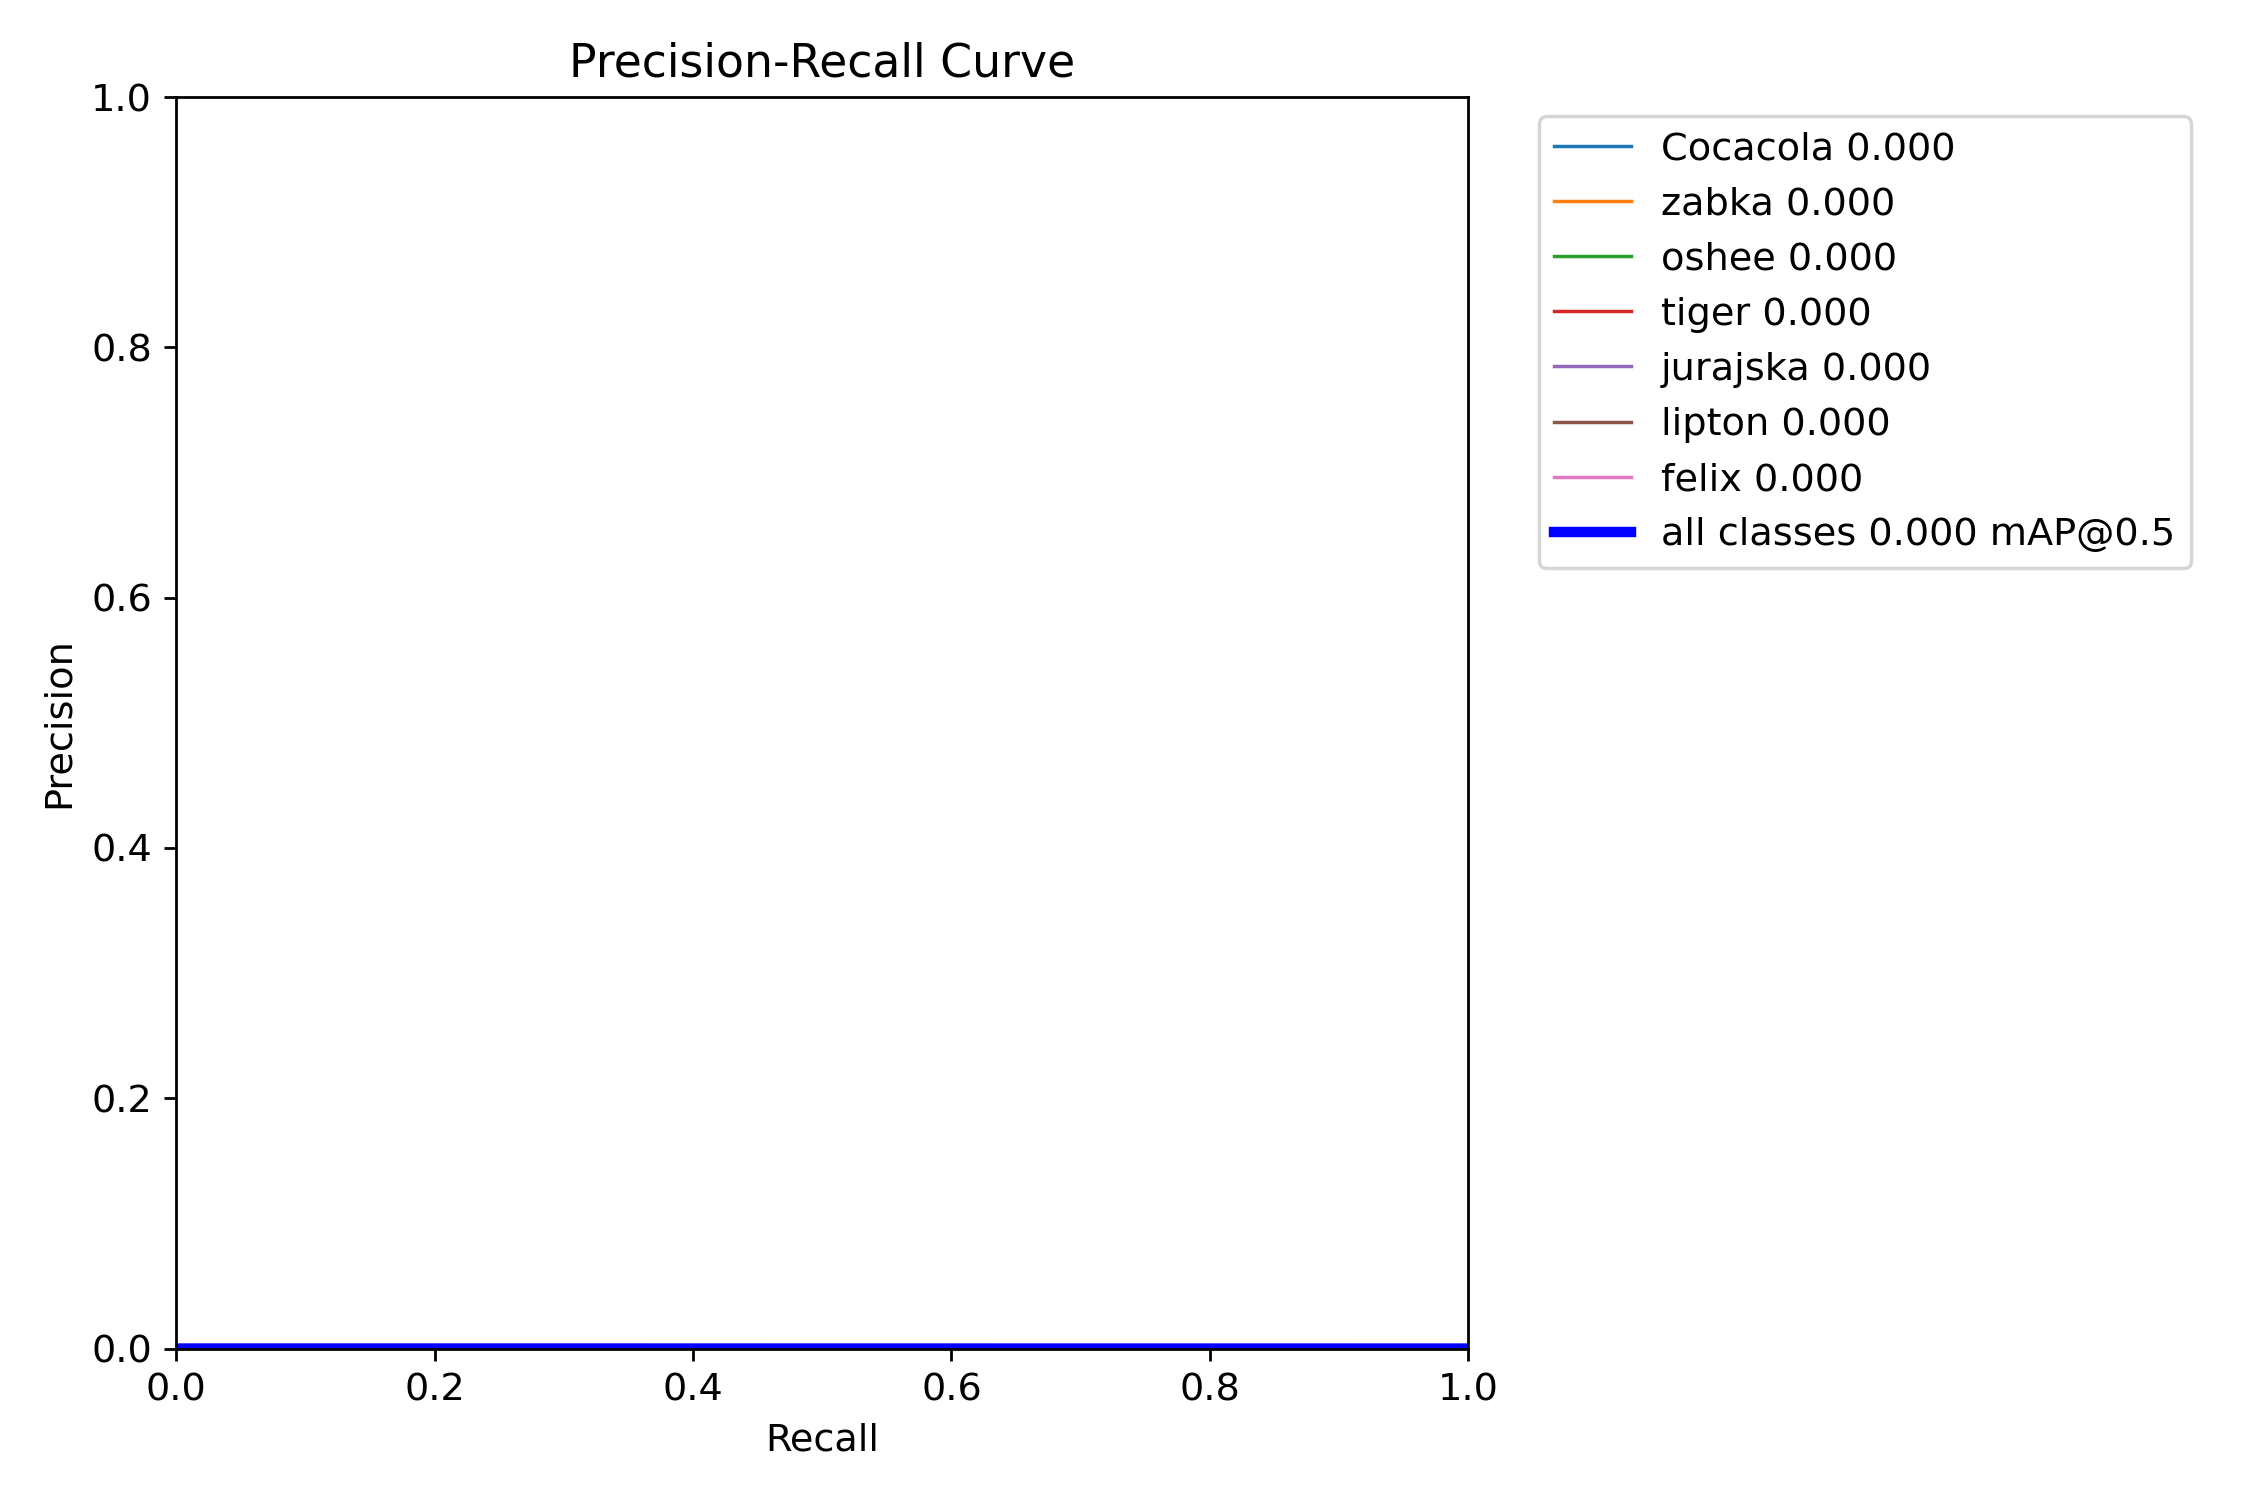 Precision-Recall Curve
1.0
0.8
0.6
0.4
0.2
0.0
Precision
0.0 0.2 0.4 0.6 0.8 1.0
Recall
Cocacola 0.000
zabka 0.000
oshee 0.000
tiger 0.000
jurajska 0.000
lipton 0.000
felix 0.000
all classes 0.000 mAP@0.5